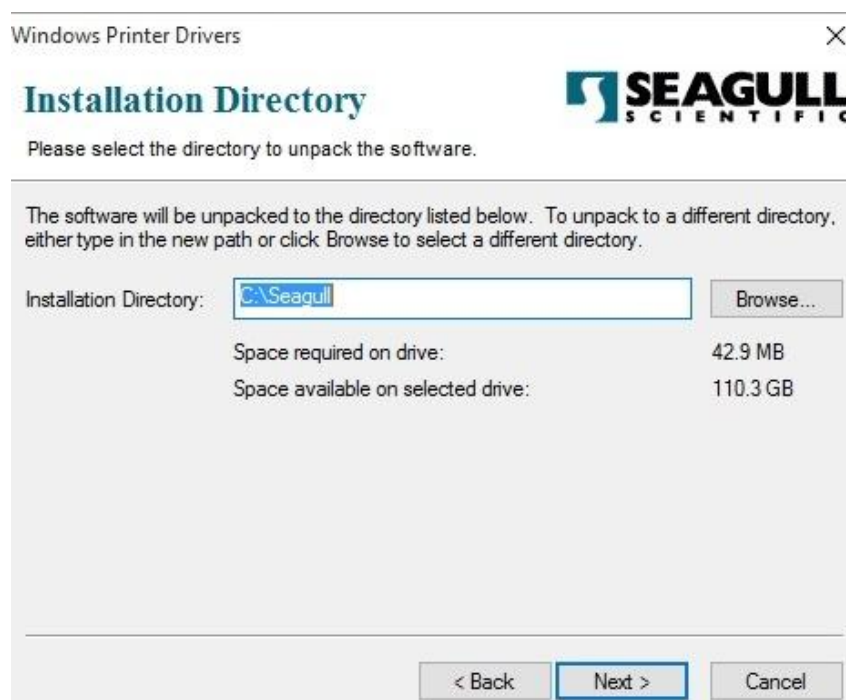 Windows Printer Drivers
Installation Directory
SEAGULL
SCIENTIFIC
Please select the directory to unpack the software.
The software will be unpacked to the directory listed below. To unpack to a different directory,
either type in the new path or click Browse to select a different directory.
Installation Directory: C:\Seagull Browse...
Space required on drive: 42.9 MB
Space available on selected drive: 110.3 GB
< Back Next > Cancel